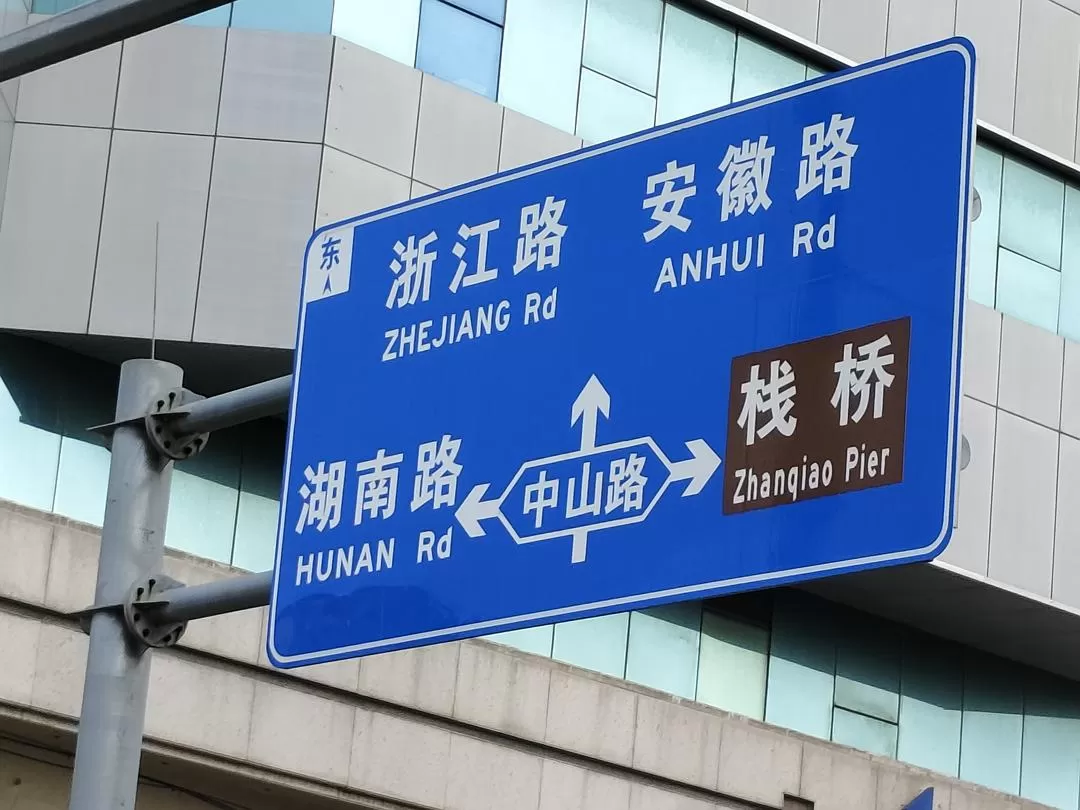 东
浙江路 安徽路
ZHEJIANG Rd ANHUI Rd
湖南路 中山路 栈桥
HUNAN Rd Zhanqiao Pier